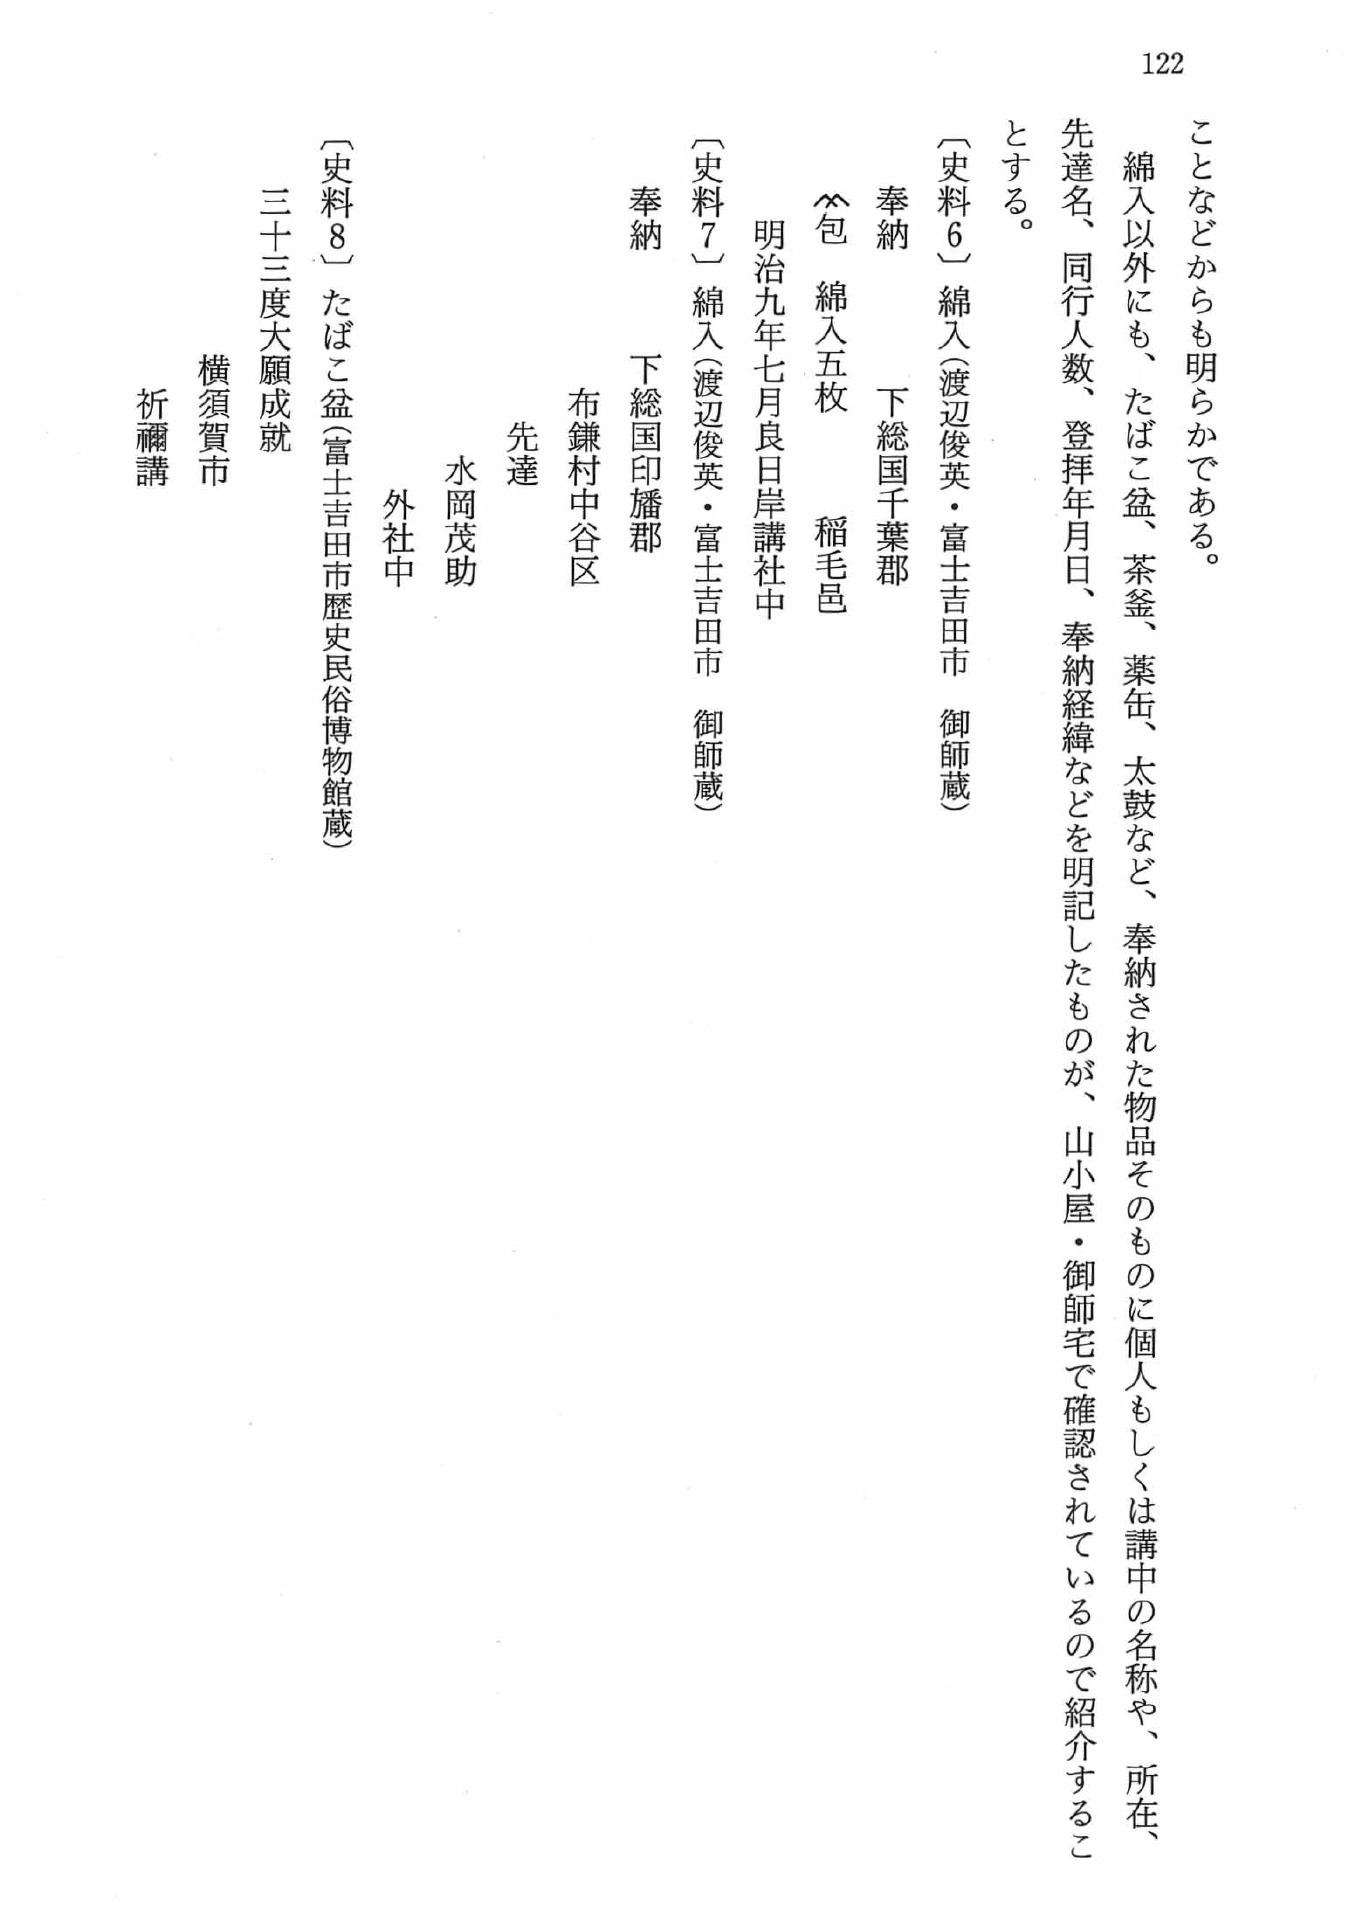 122
ことなどからも明らかである。
綿入以外にも、たばこ盆、茶釜、薬缶、太鼓など、奉納された物品そのものに個人もしくは講中の名称や、所在、
先達名、同行人数、登拝年月日、奉納経緯などを明記したものが、山小屋・御師宅で確認されているので紹介するこ
とする。
〔史料6〕綿入(渡辺俊英・富士吉田市 御師蔵)
奉納 下総国千葉郡
包 綿入五枚 稲毛邑
明治九年七月良日岸講社中
〔史料7〕綿入(渡辺俊英・富士吉田市 御師蔵)
奉納 下総国印旛郡
布鎌村中谷区
先達
水岡茂助
外社中
〔史料8〕たばこ盆(富士吉田市歴史民俗博物館蔵)
三十三度大願成就
横須賀市
祈禰講